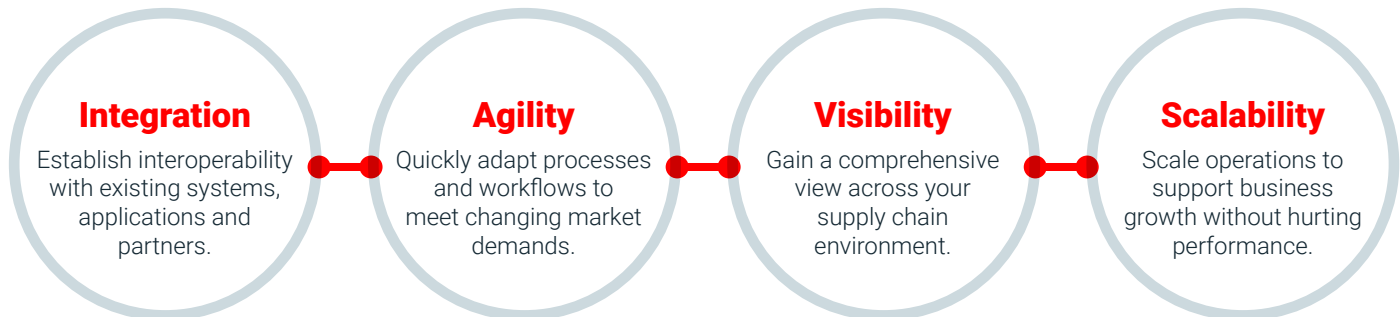 Integration
Establish interoperability
with existing systems,
applications and
partners.
Agility
Quickly adapt processes
and workflows to
meet changing market
demands.
Visibility
Gain a comprehensive
view across your
supply chain
environment.
Scalability
Scale operations to
support business
growth without hurting
performance.